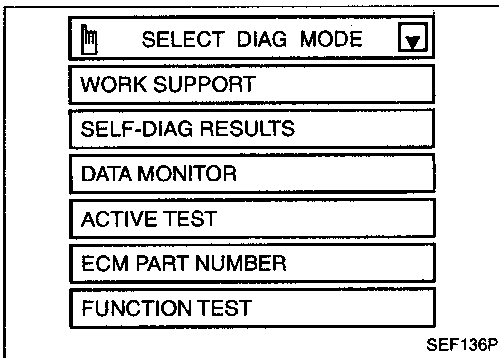 SELECT DIAG MODE
WORK SUPPORT
SELF-DIAG RESULTS
DATA MONITOR
ACTIVE TEST
ECM PART NUMBER
FUNCTION TEST
SEF136P